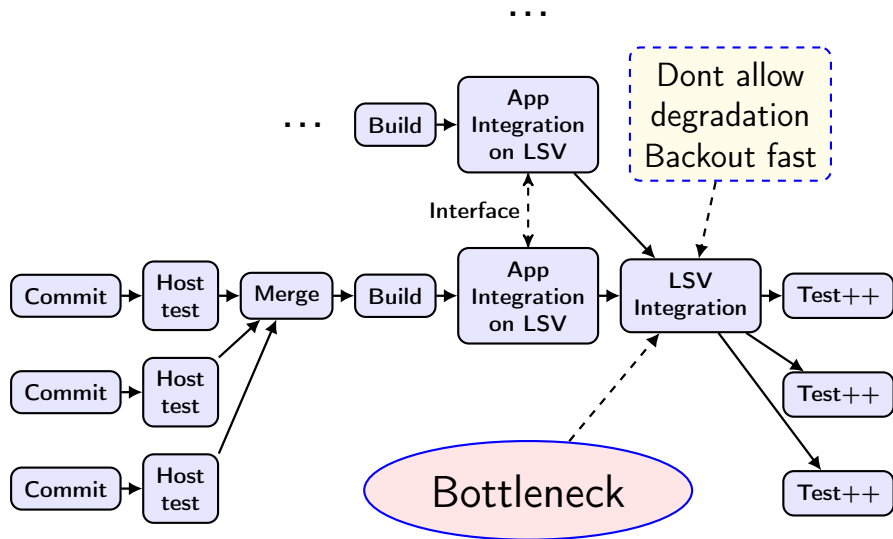 ...
Dont allow
degradation
Backout fast
... Build
App
Integration
on LSV
Interface
Commit
Host
test
Merge
Build
App
Integration
on LSV
LSV
Integration
Test++
Commit
Host
test
Test++
Commit
Host
test
Bottleneck
Test++